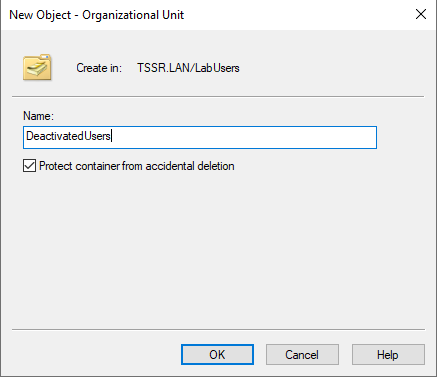 New Object - Organizational Unit
Create in: TSSR.LAN/LabUsers
Name:
DeactivatedUsers
Protect container from accidental deletion
OK Cancel Help